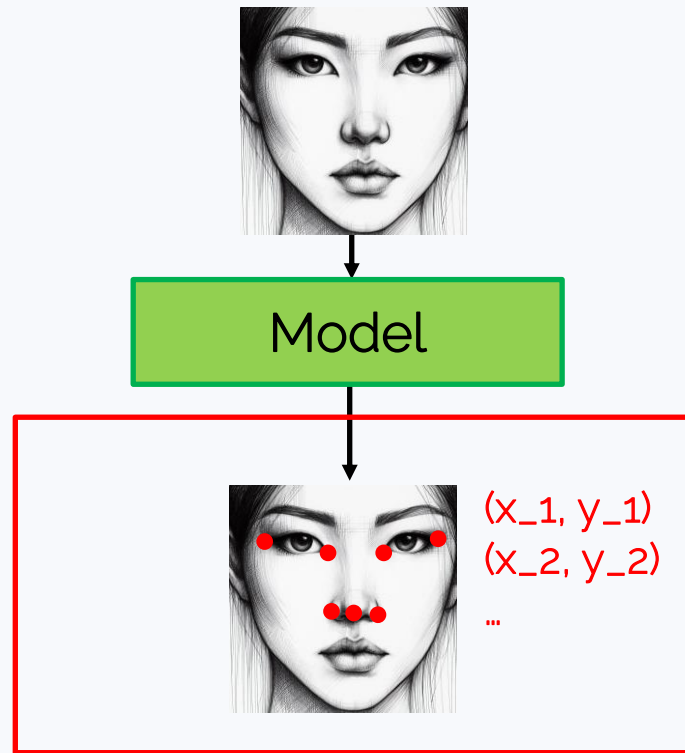 Model
(x_1, y_1)
(x_2, y_2)
...